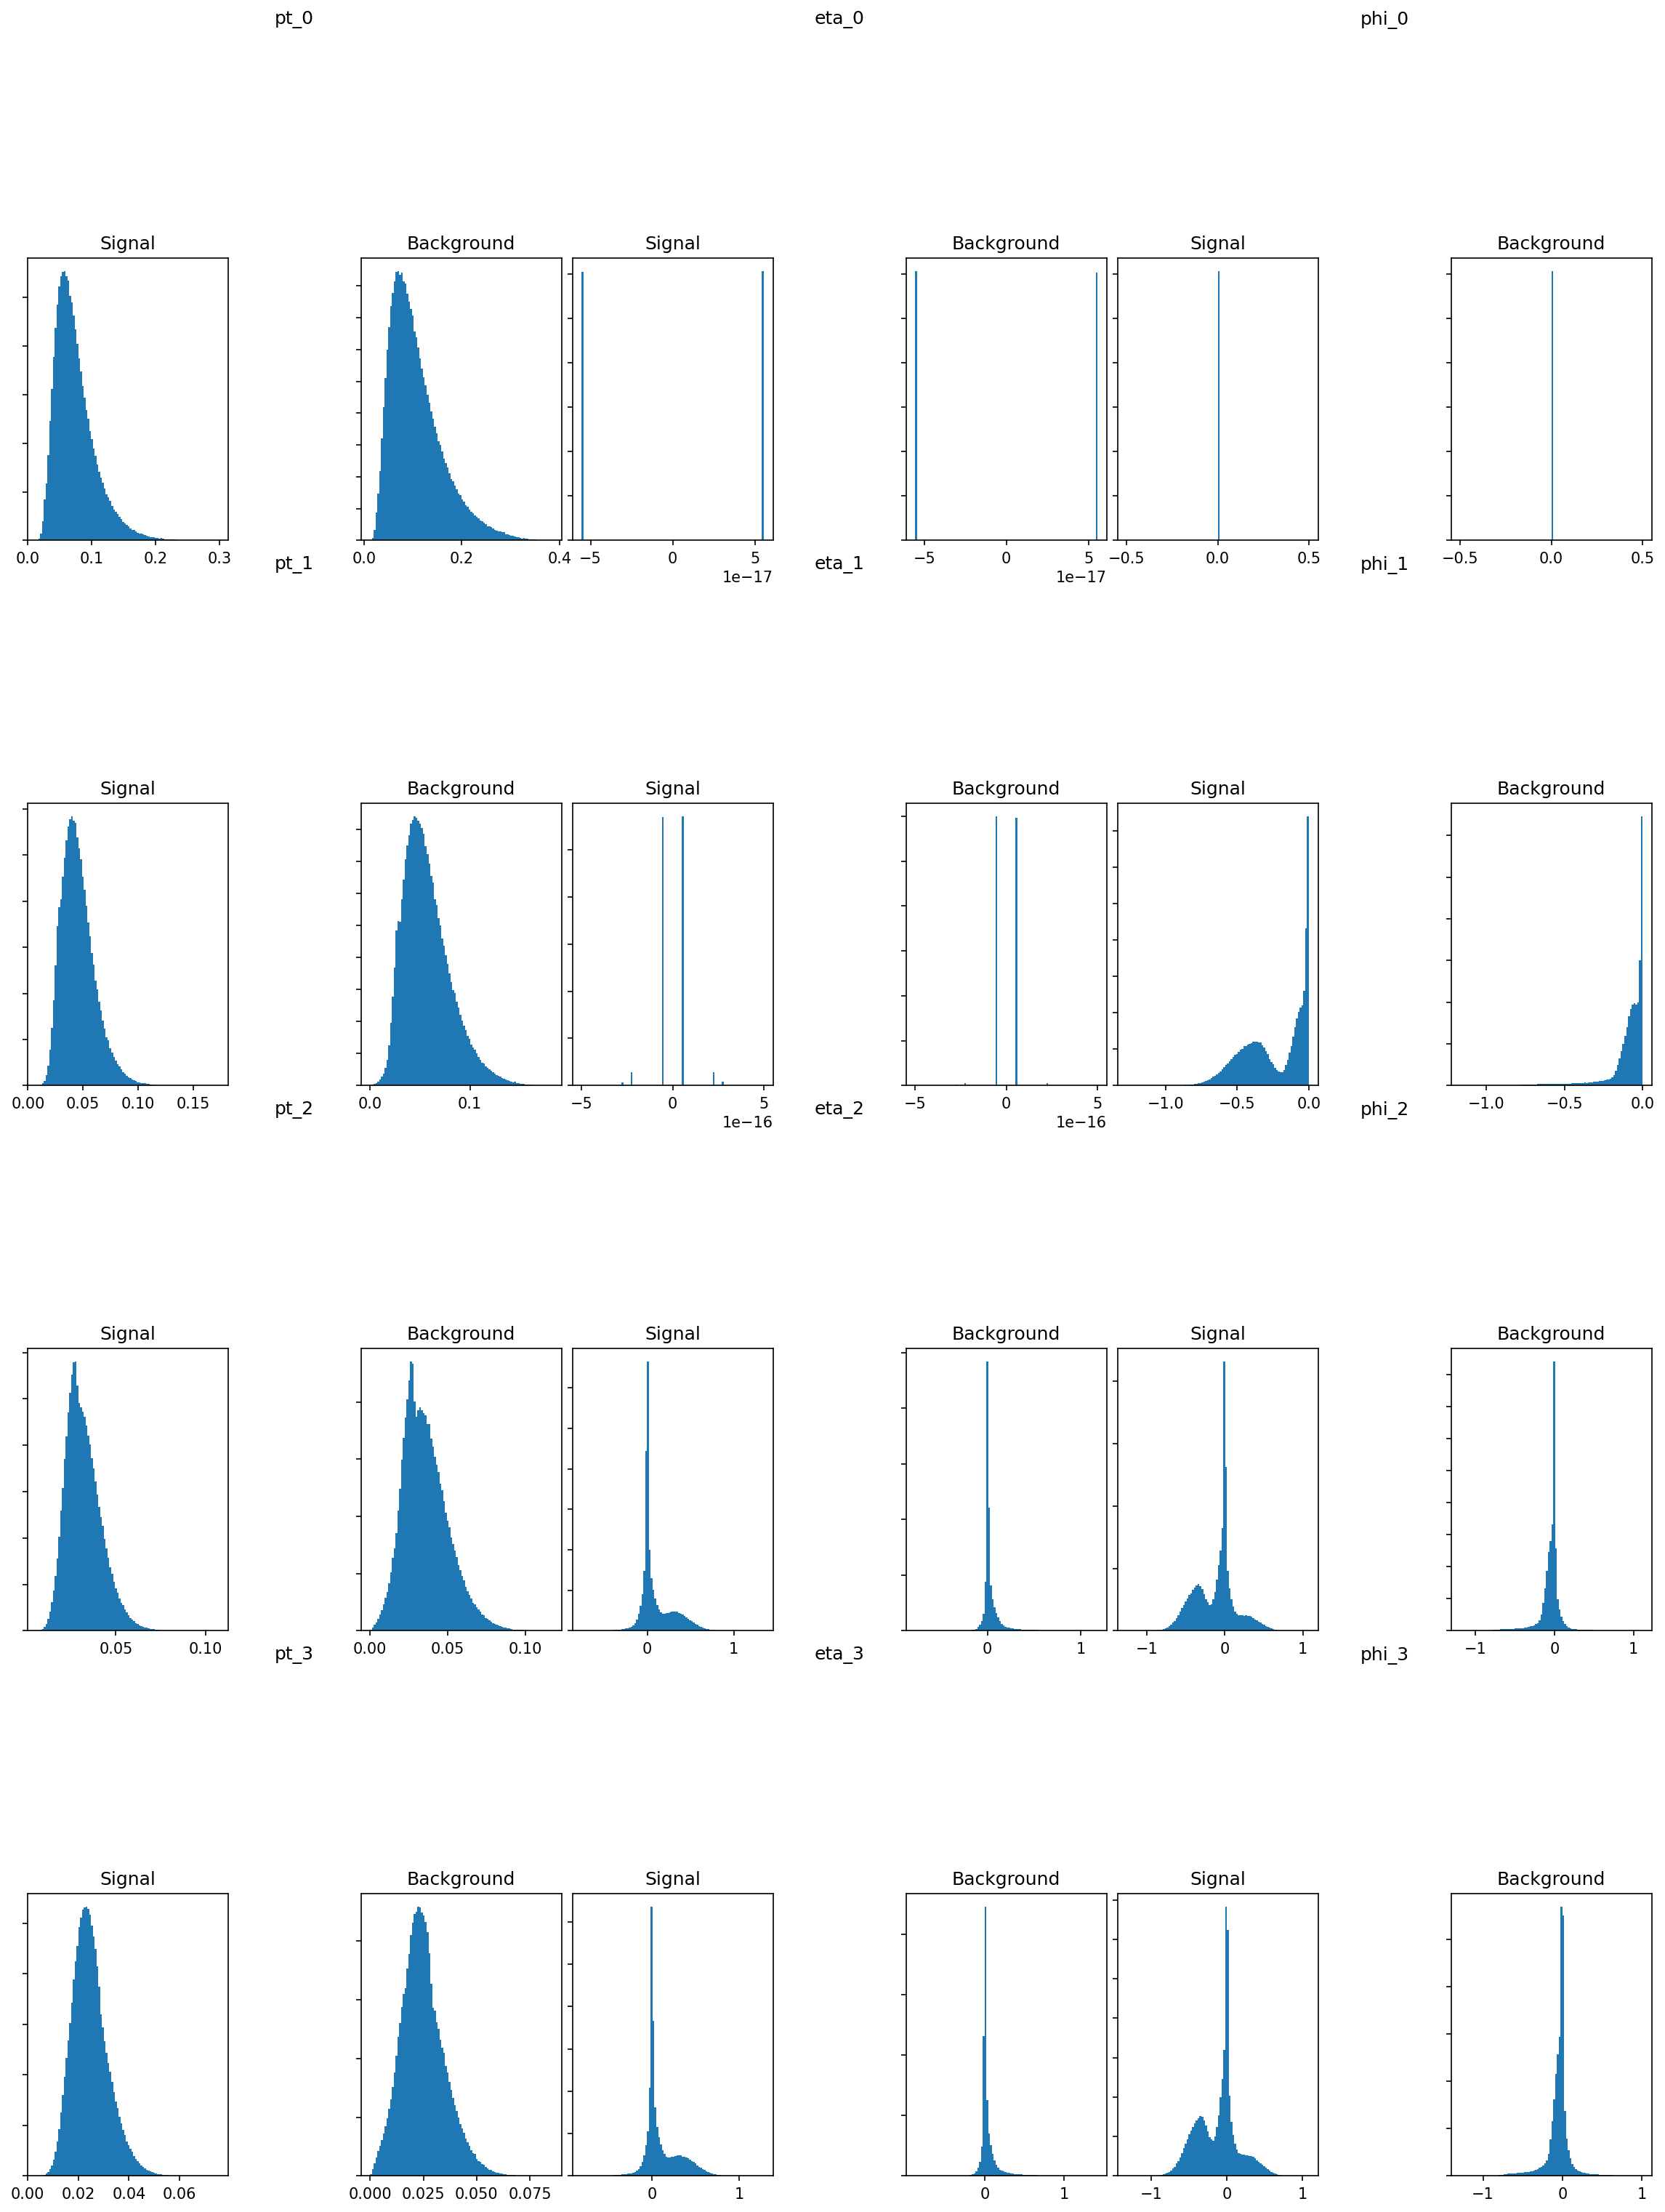 pt_0 eta_0 phi_0
Signal Background Signal Background Signal Background
0.0 0.1 0.2 0.3 0.0 0.2 0.4 −5 0 5 −5 0 5 −0.5 0.0 0.5 −0.5 0.0 0.5
1e−17 1e−17
pt_1 eta_1 phi_1
Signal Background Signal Background Signal Background
0.00 0.05 0.10 0.15 0.0 0.1 −5 0 5 −5 0 5 −1.0 −0.5 0.0 −1.0 −0.5 0.0
1e−16 1e−16
pt_2 eta_2 phi_2
Signal Background Signal Background Signal Background
0.05 0.10 0.00 0.05 0.10 0 1 0 1 −1 0 1 −1 0 1
pt_3 eta_3 phi_3
Signal Background Signal Background Signal Background
0.00 0.02 0.04 0.06 0.000 0.025 0.050 0.075 0 1 0 1 −1 0 1 −1 0 1